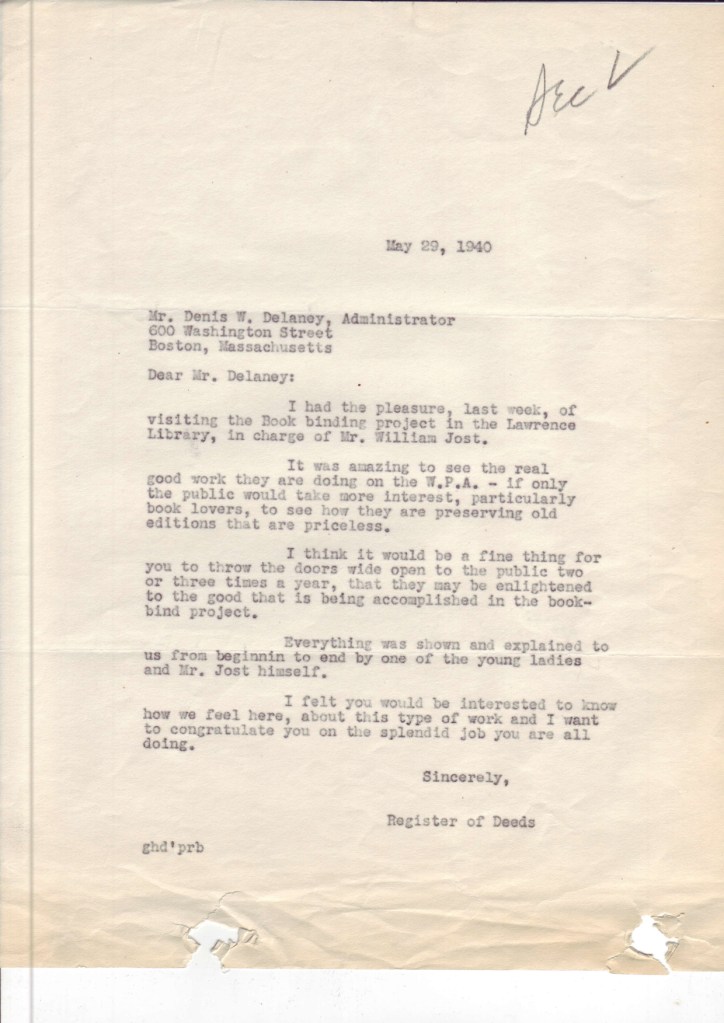 May 29, 1940
Mr. Denis W. Delaney, Administrator
600 Washington Street
Boston, Massachusetts
Dear Mr. Delaney:
I had the pleasure, last week, of
visiting the Book binding project in the Lawrence
Library, in charge of Mr. William Jost.
It was amazing to see the real
good work they are doing on the W.P.A. - if only
the public would take more interest, particularly
book lovers, to see how they are preserving old
editions that are priceless.
I think it would be a fine thing for
you to throw the doors wide open to the public two
or three times a year, that they may be enlightened
to the good that is being accomplished in the book-
bind project.
Everything was shown and explained to
us from beginnin to end by one of the young ladies
and Mr. Jost himself.
I felt you would be interested to know
how we feel here, about this type of work and I want
to congratulate you on the splendid job you are all
doing.
Sincerely,
Register of Deeds
ghd'prb